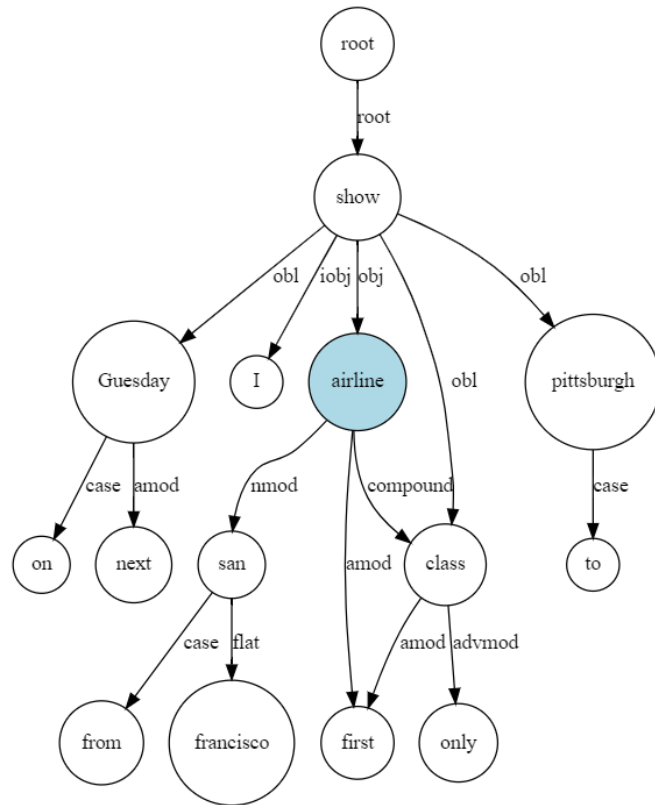 root
root
show
obl iobj obj obl obl
Guesday I airline pittsburgh
case amod nmod compound case
on next san amod class to
case flat amod advmod
from francisco first only